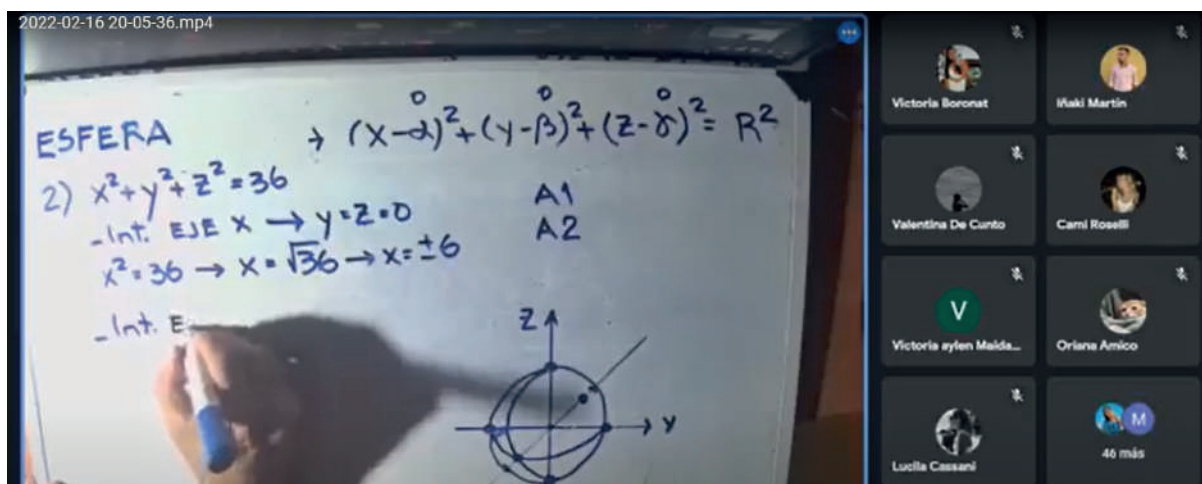 2022-02-16 20-05-36.mp4
ESFERA → (x-α)²+(y-β)²+(z-γ)²= R²
0 0 0
2) x²+y²+z²=36
-Int. EJE X → y=z=0
x²=36 → x=√36 → x=±6
A1
A2
-Int. E
Z
Y
Victoria Boronat
Iñaki Martín
Valentina De Cunto
Cami Roselli
Victoria aylen Maida...
V
Oriana Amico
Lucila Cassani
M
46 más